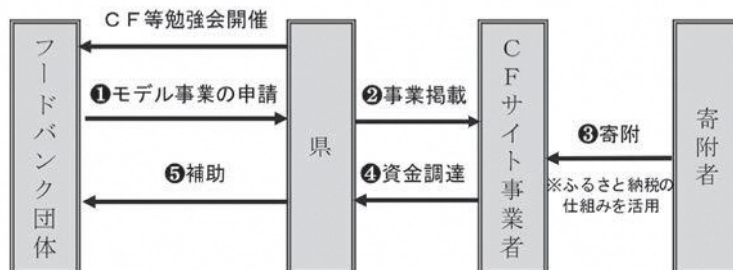 フードバンク団体
CF等勉強会開催
❶モデル事業の申請
❺補助
県
❷事業掲載
❹資金調達
CFサイト事業者
❸寄附
※ふるさと納税の
仕組みを活用
寄附者